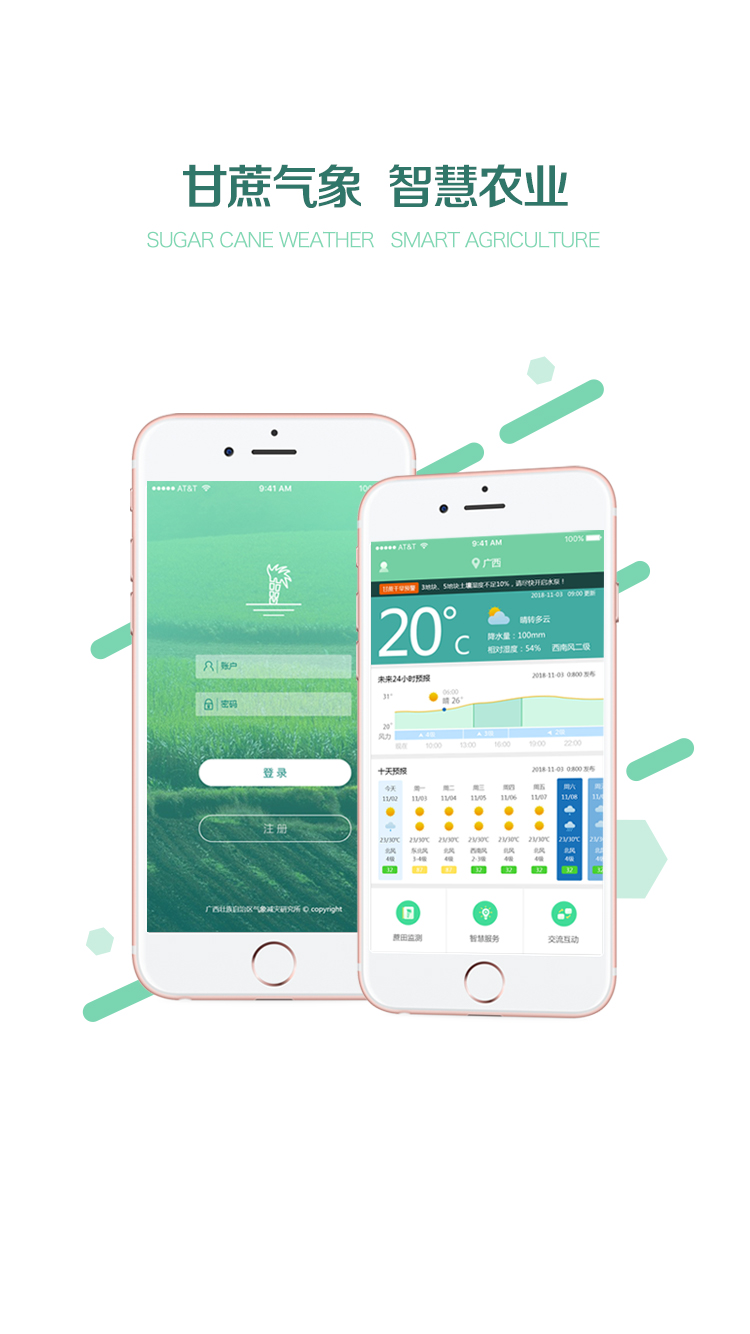 甘蔗气象 智慧农业
SUGAR CANE WEATHER SMART AGRICULTURE
AT&T 9:41 AM 10
账户
密码
登录
注册
广西壮族自治区气象减灾研究所 © copyright
AT&T 9:41 AM 100%
广西
甘蔗干旱预警 3地块、5地块土壤湿度不足10%，请尽快开启水泵！
2018-11-03 09:00 更新
20°C
晴转多云
降水量：100mm
相对湿度：54% 西南风二级
未来24小时预报 2018-11-03 0:800 发布
31°
06:00
晴 26°
20°
风力
现在 10:00 13:00 16:00 19:00 22:00
十天预报 2018-11-03 0:800 发布
今天 周一 周二 周三 周四 周五 周六
11/02 11/03 11/04 11/05 11/06 11/07 11/08
23/30℃ 23/30℃ 23/30℃ 23/30℃ 23/30℃ 23/30℃ 23/30℃
北风 东北风 北风 西南风 北风 北风 北风
4级 3-4级 4级 2-3级 4级 4级 4级
32 32 32 32 32
蔗田监测 智慧服务 交流互动